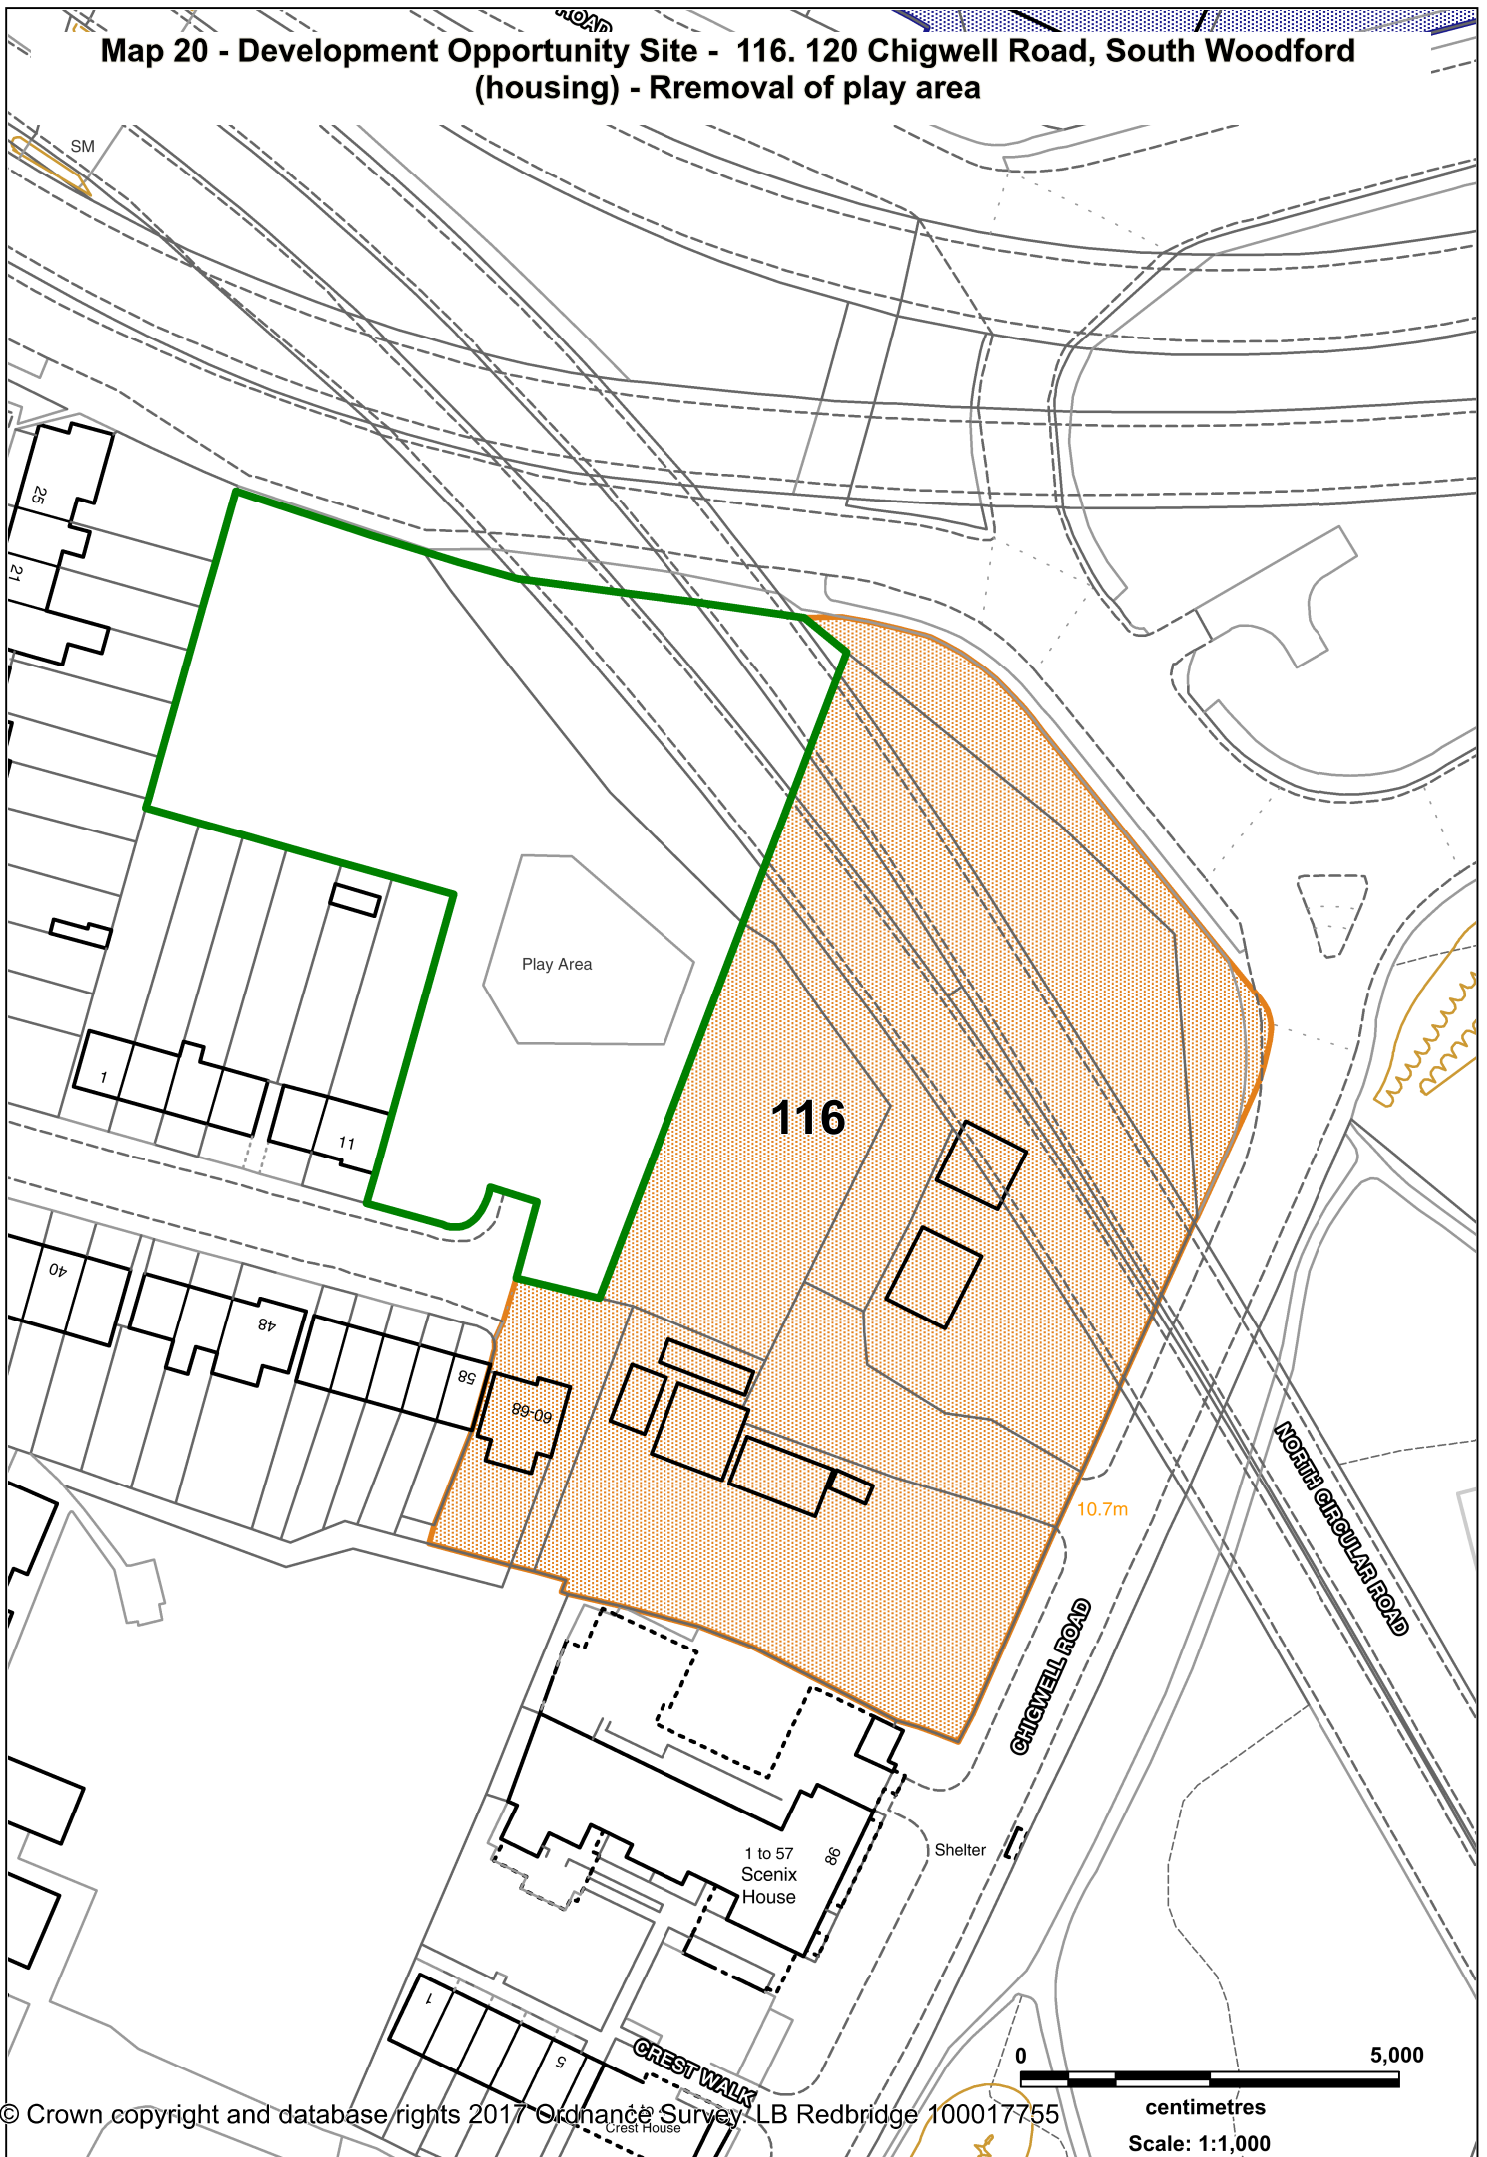 ROAD
Map 20 - Development Opportunity Site - 116. 120 Chigwell Road, South Woodford
(housing) - Rremoval of play area
SM
25
21
Play Area
1
11
116
40
48
58
60-68
10.7m
NORTH CIRCULAR ROAD
CHIGWELL ROAD
Shelter
1 to 57
Scenix
House
86
1
5
CREST WALK
0 5,000
centimetres
Scale: 1:1,000
© Crown copyright and database rights 2017 Ordnance Survey. LB Redbridge 100017755
Crest House